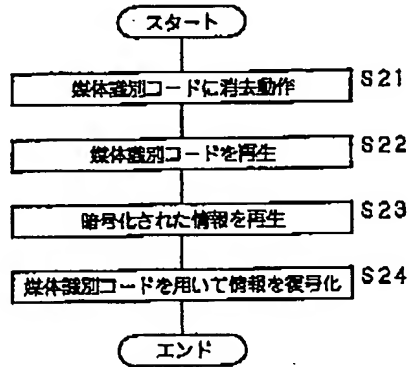 スタート
媒体識別コードに消去動作 S21
媒体識別コードを再生 S22
暗号化された情報を再生 S23
媒体識別コードを用いて情報を復号化 S24
エンド